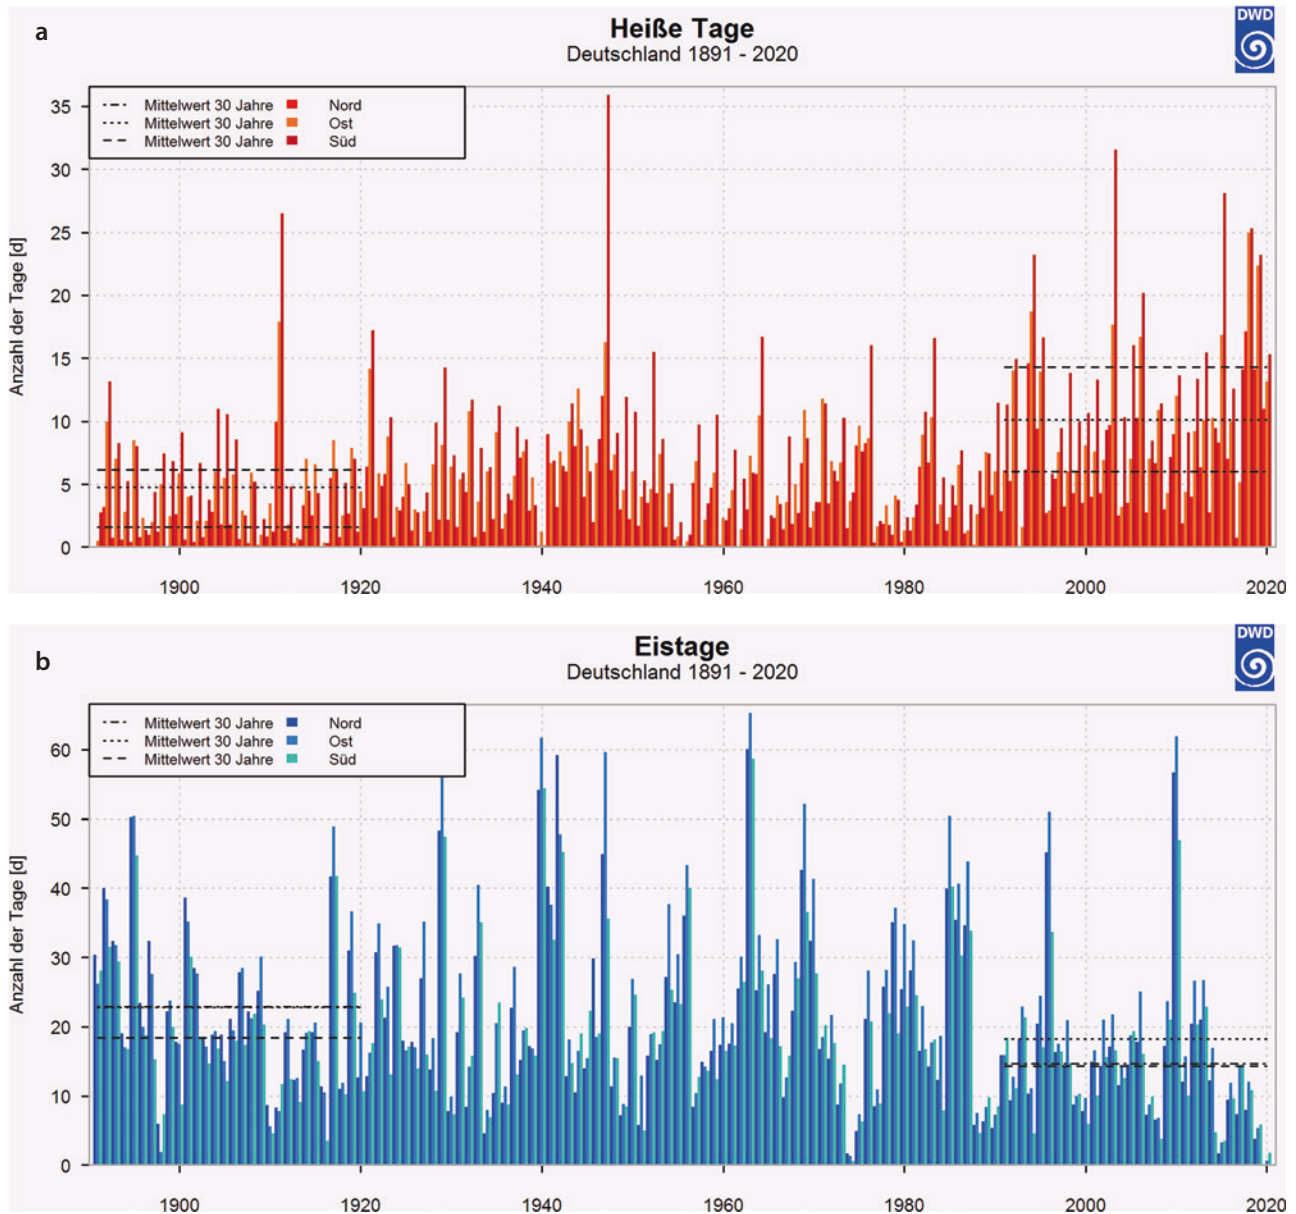 a
Heiße Tage
Deutschland 1891 - 2020
DWD
Mittelwert 30 Jahre Nord
Mittelwert 30 Jahre Ost
Mittelwert 30 Jahre Süd
Anzahl der Tage [d]
35
30
25
20
15
10
5
0
1900 1920 1940 1960 1980 2000 2020
b
Eistage
Deutschland 1891 - 2020
DWD
Mittelwert 30 Jahre Nord
Mittelwert 30 Jahre Ost
Mittelwert 30 Jahre Süd
Anzahl der Tage [d]
60
50
40
30
20
10
0
1900 1920 1940 1960 1980 2000 2020